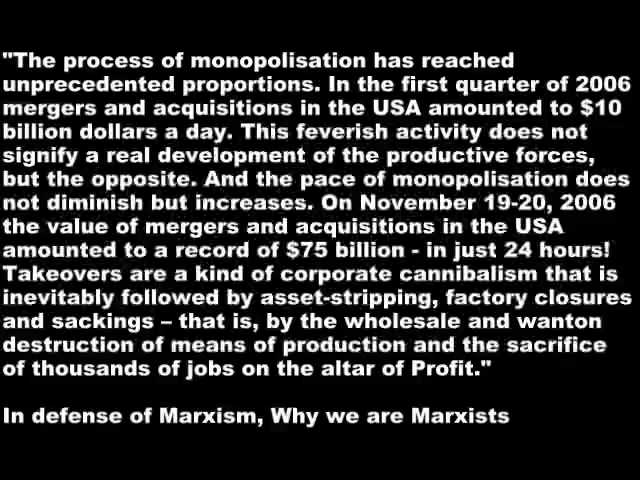 "The process of monopolisation has reached
unprecedented proportions. In the first quarter of 2006
mergers and acquisitions in the USA amounted to $10
billion dollars a day. This feverish activity does not
signify a real development of the productive forces,
but the opposite. And the pace of monopolisation does
not diminish but increases. On November 19-20, 2006
the value of mergers and acquisitions in the USA
amounted to a record of $75 billion - in just 24 hours!
Takeovers are a kind of corporate cannibalism that is
inevitably followed by asset-stripping, factory closures
and sackings – that is, by the wholesale and wanton
destruction of means of production and the sacrifice
of thousands of jobs on the altar of Profit."
In defense of Marxism, Why we are Marxists